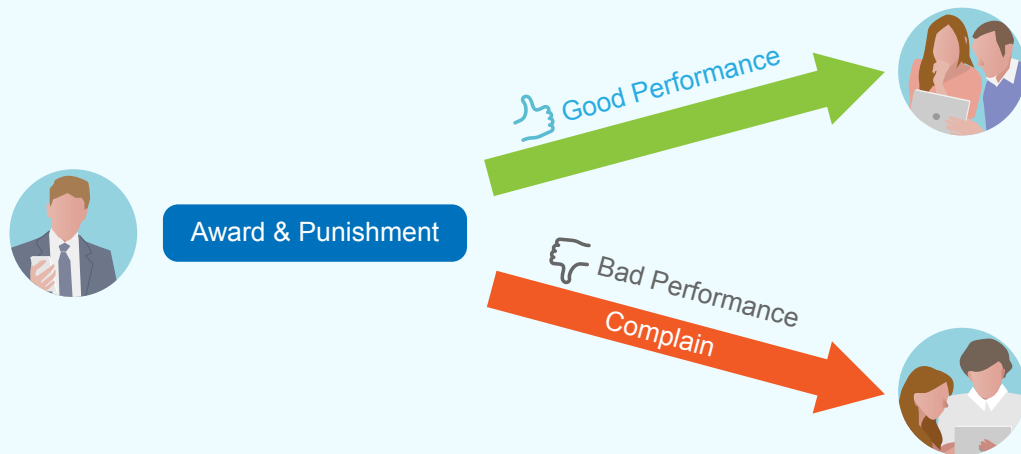 Good Performance
Award & Punishment
Bad Performance
Complain